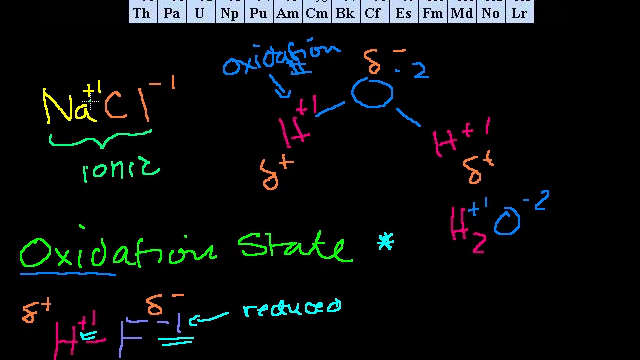 Th Pa U Np Pu Am Cm Bk Cf Es Fm Md No Lr
oxidation
δ⁻
-2
Na⁺¹Cl⁻¹
H⁺¹
O
H⁺¹
ionic
δ⁺
δ⁺
H₂⁺¹O⁻²
Oxidation State *
δ⁺
δ⁻
reduced
H⁺¹ – F⁻¹